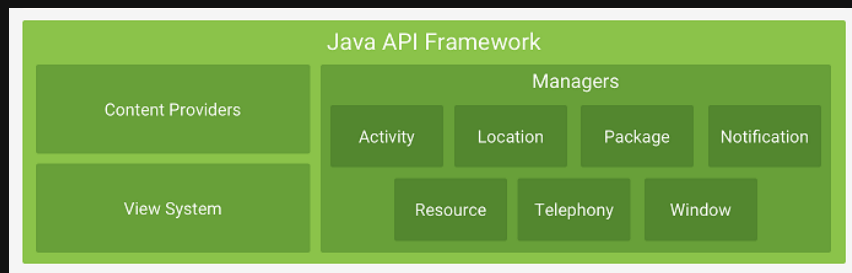 Java API Framework
Content Providers
View System
Managers
Activity
Location
Package
Notification
Resource
Telephony
Window